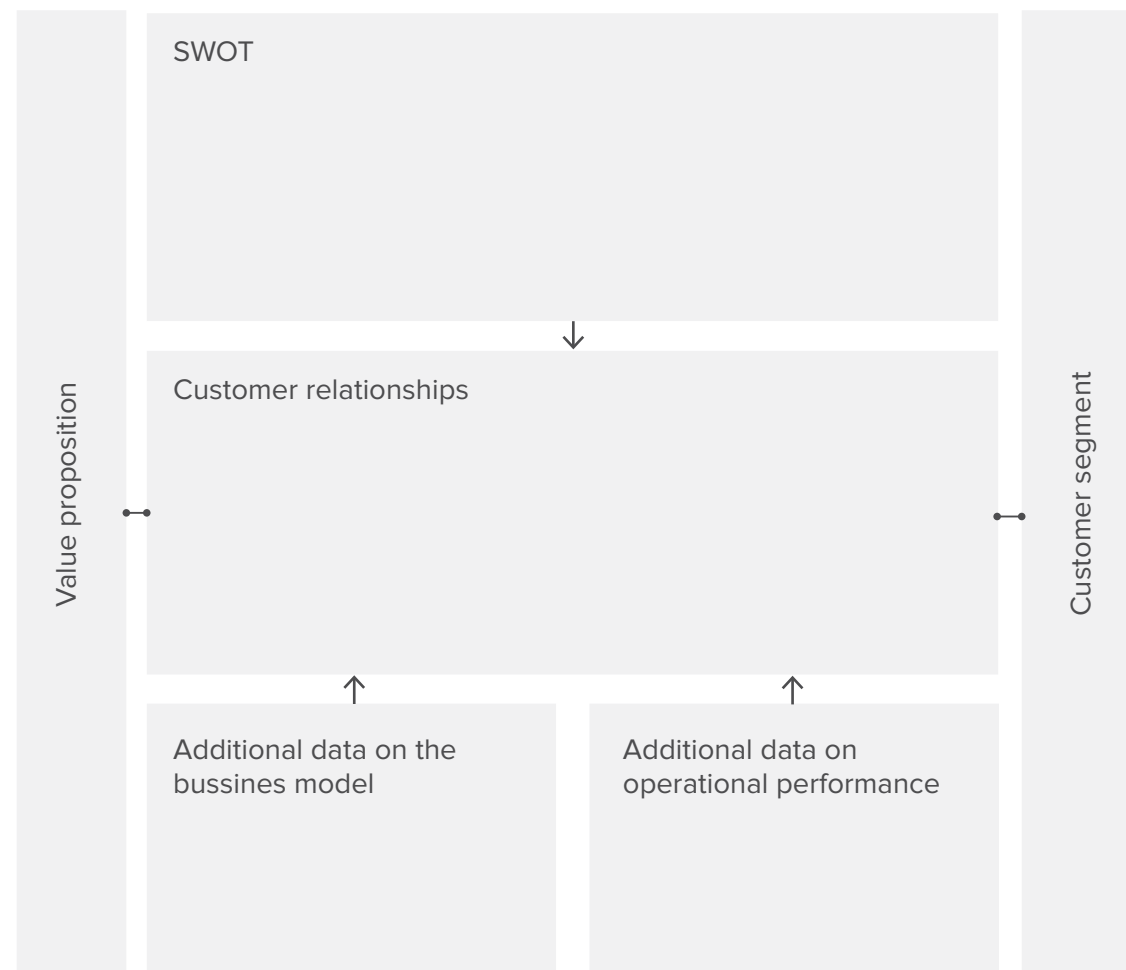 SWOT
Customer relationships
Value proposition
Customer segment
Additional data on the
bussines model
Additional data on
operational performance